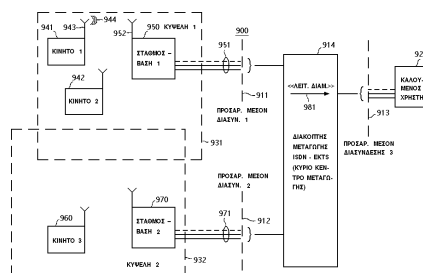 941
943
944
950
ΚΥΨΕΛΗ 1
900
952
ΚΙΝΗΤΟ 1
ΣΤΑΘΜΟΣ –
ΒΑΣΗ 1
951
914
942
ΚΙΝΗΤΟ 2
<<ΛΕΙΤ. ΔΙΑΜ.>>
981
ΚΑΛΟΥ-
ΜΕΝΟΣ
ΧΡΗΣΤΗ
911
913
ΠΡΟΣΑΡ. ΜΕΣΟΝ
ΔΙΑΣΥΝ. 1
931
ΔΙΑΚΟΠΤΗΣ
ΜΕΤΑΓΩΓΗΣ
ISDN – EKTS
(ΚΥΡΙΟ ΚΕΝ-
ΤΡΟ ΜΕΤΑΓΩ-
ΓΗΣ)
ΠΡΟΣΑΡ. ΜΕΣΟΝ
ΔΙΑΣΥΝΔΕΣΗΣ 3
ΠΡΟΣΑΡ. ΜΕΣΟΝ
ΔΙΑΣΥΝ. 2
960
970
971
912
ΚΙΝΗΤΟ 3
ΣΤΑΘΜΟΣ –
ΒΑΣΗ 2
932
ΚΥΨΕΛΗ 2